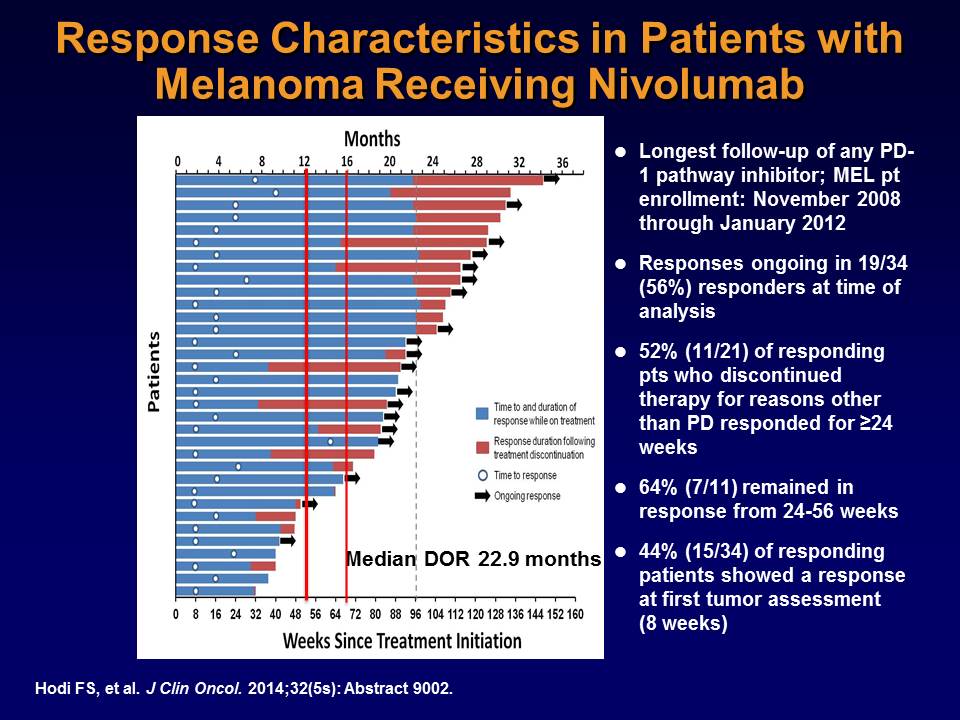 Response Characteristics in Patients with
Melanoma Receiving Nivolumab
Months
0 4 8 12 16 20 24 28 32 36
Patients
Time to and duration of
response while on treatment
Response duration following
treatment discontinuation
Time to response
Ongoing response
Median DOR 22.9 months
0 8 16 24 32 40 48 56 64 72 80 88 96 104 112 120 128 136 144 152 160
Weeks Since Treatment Initiation
● Longest follow-up of any PD-
1 pathway inhibitor; MEL pt
enrollment: November 2008
through January 2012
● Responses ongoing in 19/34
(56%) responders at time of
analysis
● 52% (11/21) of responding
pts who discontinued
therapy for reasons other
than PD responded for ≥24
weeks
● 64% (7/11) remained in
response from 24-56 weeks
● 44% (15/34) of responding
patients showed a response
at first tumor assessment
(8 weeks)
Hodi FS, et al. J Clin Oncol. 2014;32(5s): Abstract 9002.